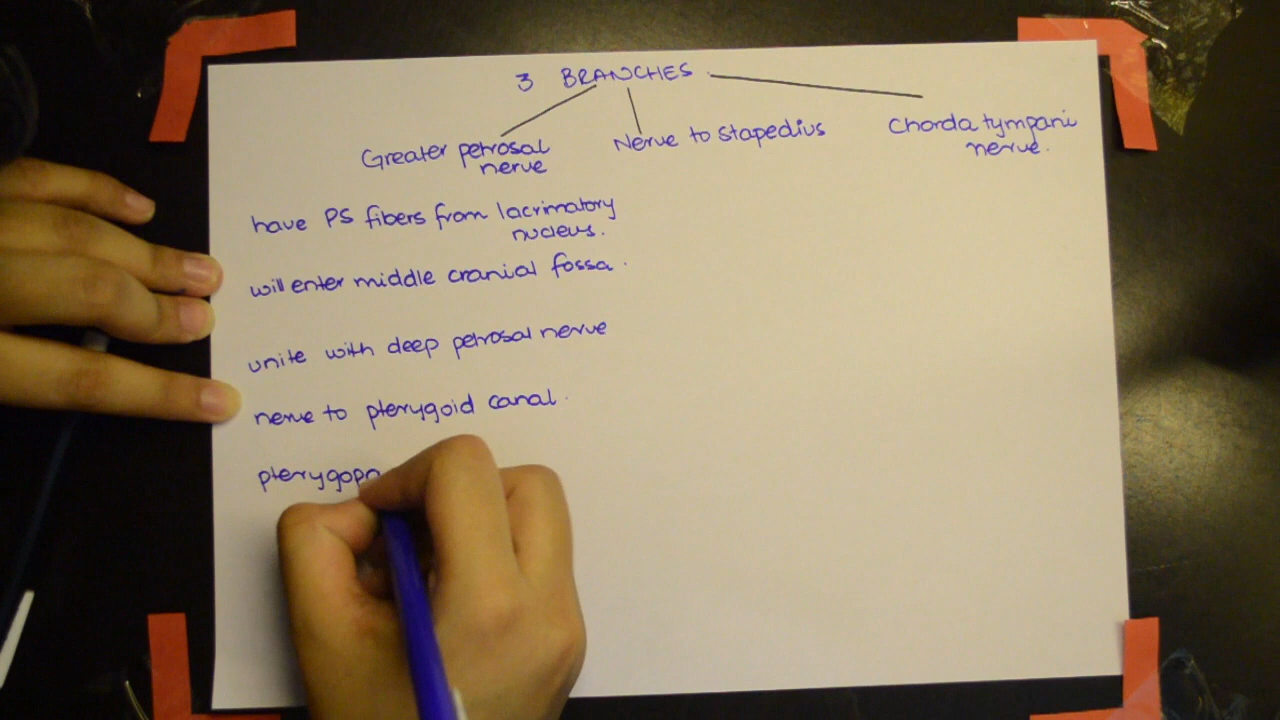 3 BRANCHES
Greater petrosal
nerve
Nerve to stapedius
Chorda tympani
nerve.
have PS fibers from lacrimatory
nucleus.
will enter middle cranial fossa.
unite with deep petrosal nerve
nerve to pterygoid canal.
pterygopa